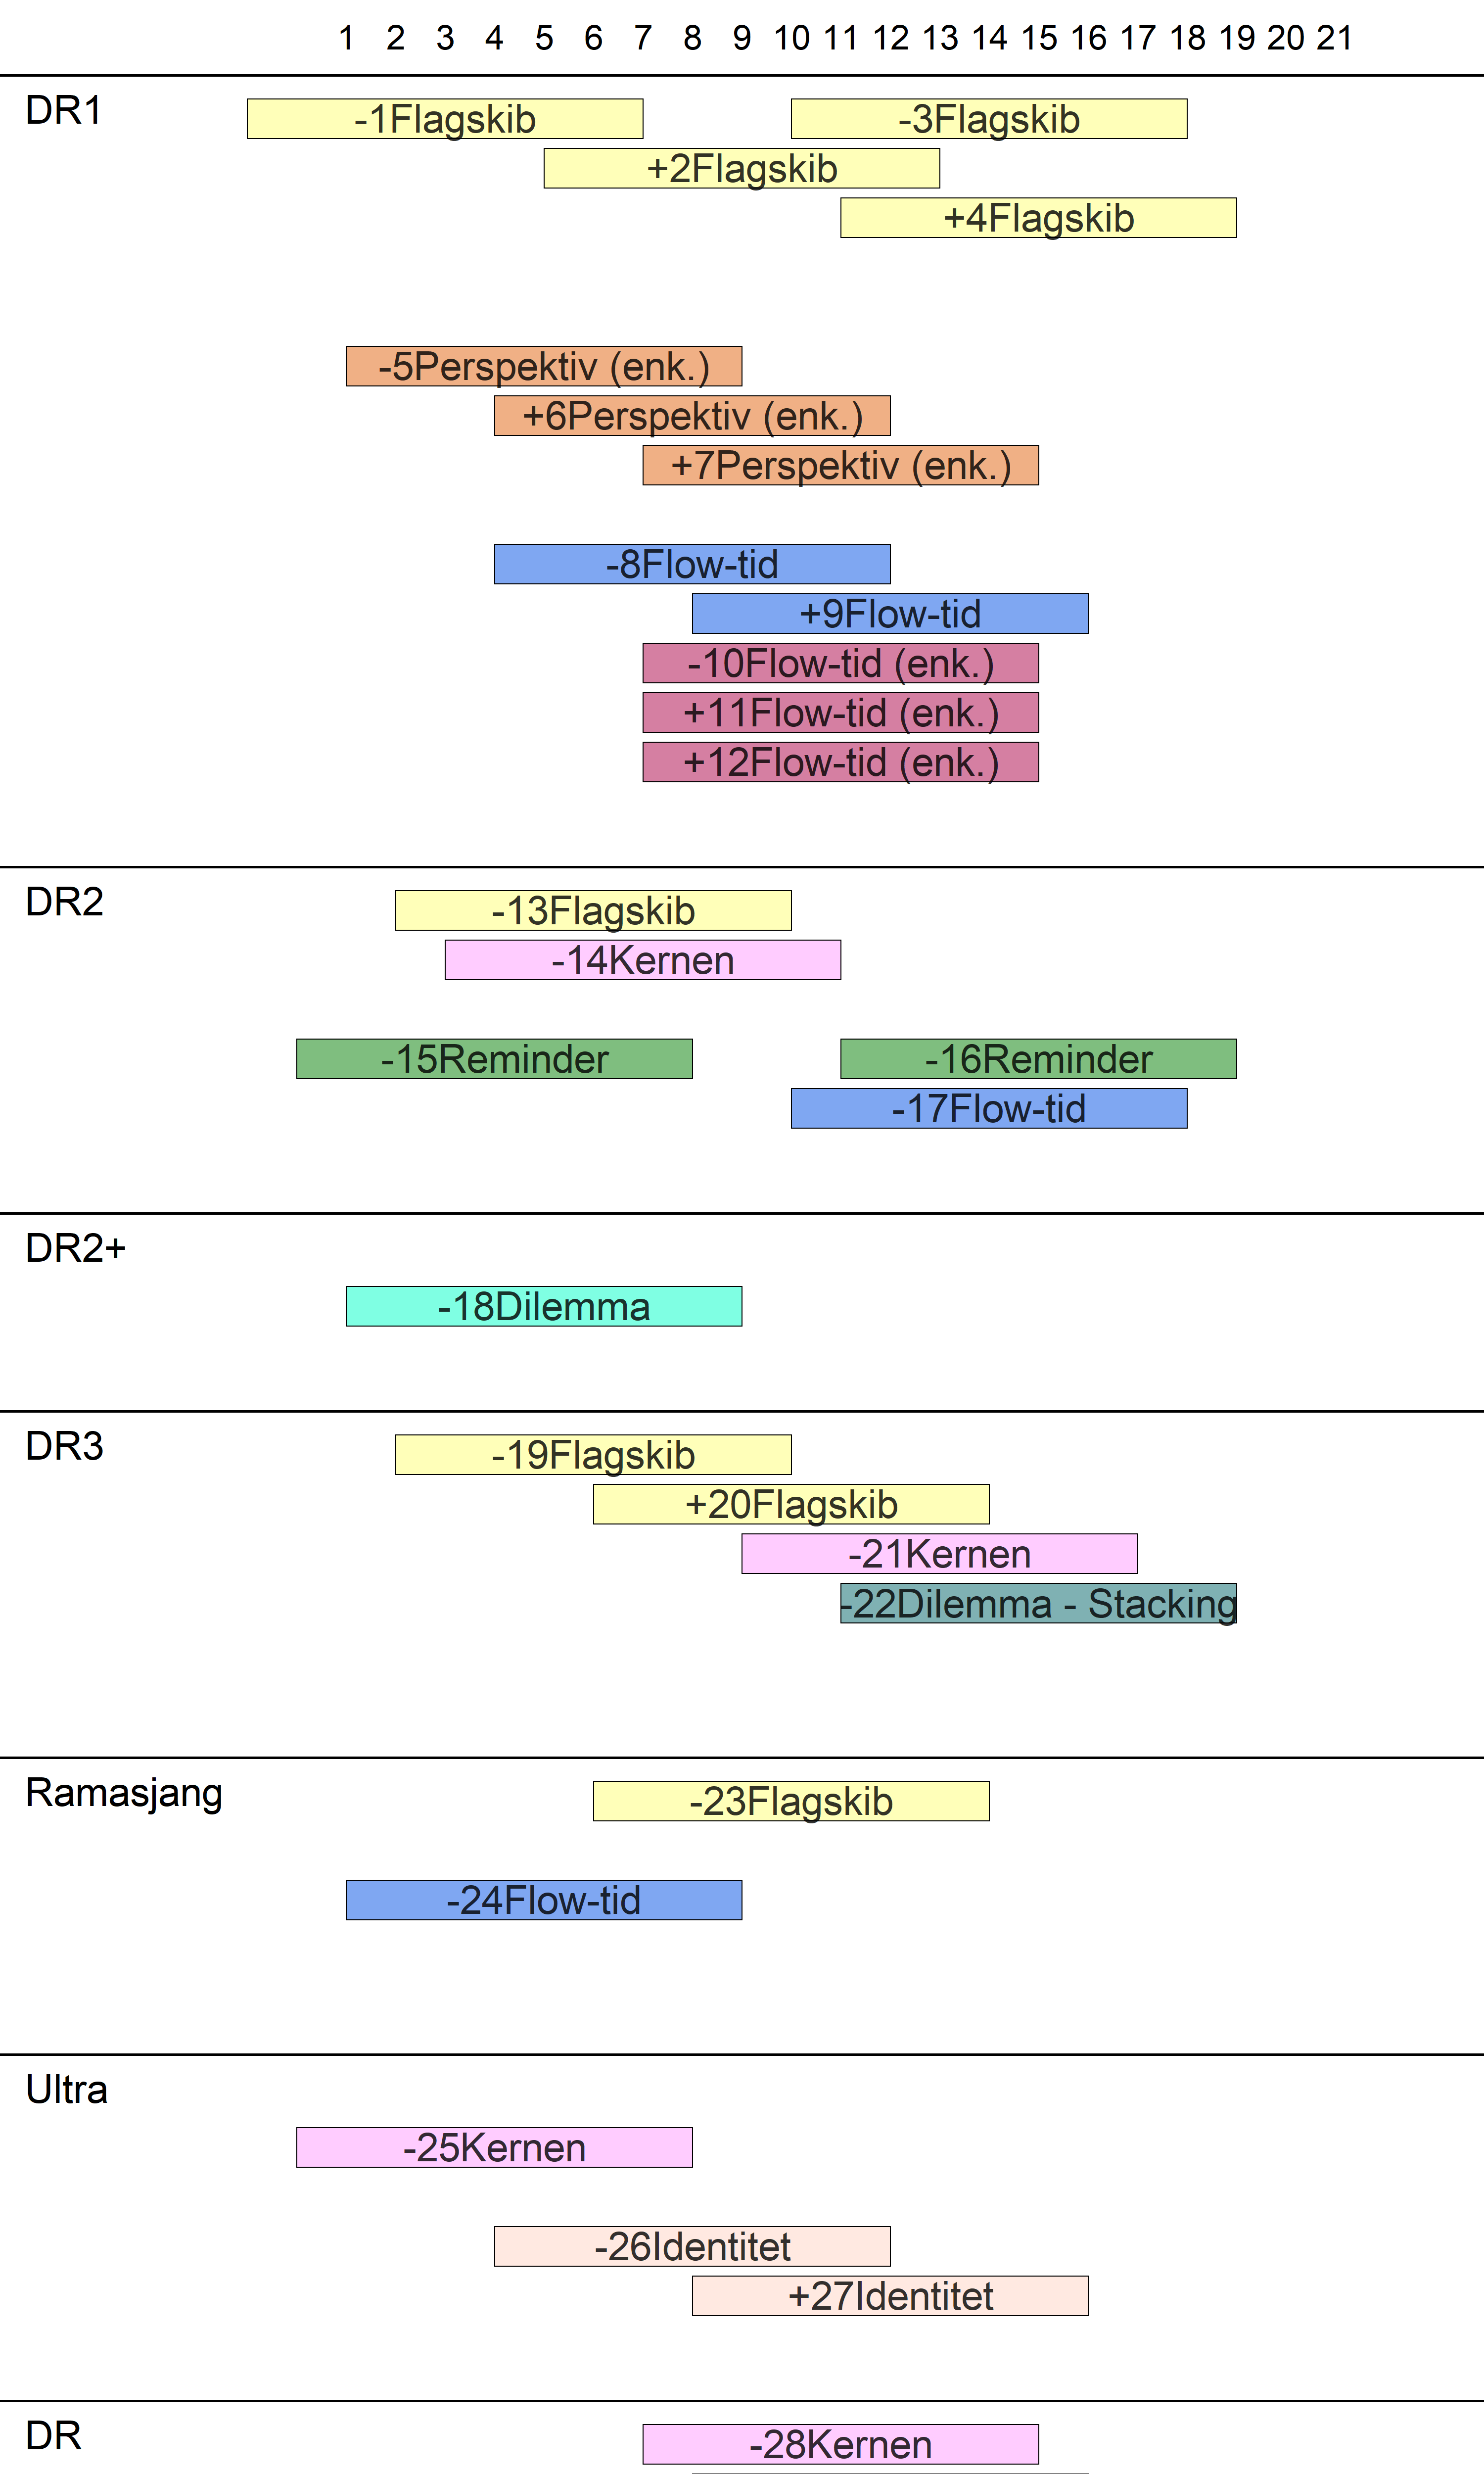 1 2 3 4 5 6 7 8 9 10 11 12 13 14 15 16 17 18 19 20 21
DR1
-1Flagskib -3Flagskib
+2Flagskib
+4Flagskib
-5Perspektiv (enk.)
+6Perspektiv (enk.)
+7Perspektiv (enk.)
-8Flow-tid
+9Flow-tid
-10Flow-tid (enk.)
+11Flow-tid (enk.)
+12Flow-tid (enk.)
DR2
-13Flagskib
-14Kernen
-15Reminder -16Reminder
-17Flow-tid
DR2+
-18Dilemma
DR3
-19Flagskib
+20Flagskib
-21Kernen
-22Dilemma - Stacking
Ramasjang
-23Flagskib
-24Flow-tid
Ultra
-25Kernen
-26Identitet
+27Identitet
DR
-28Kernen